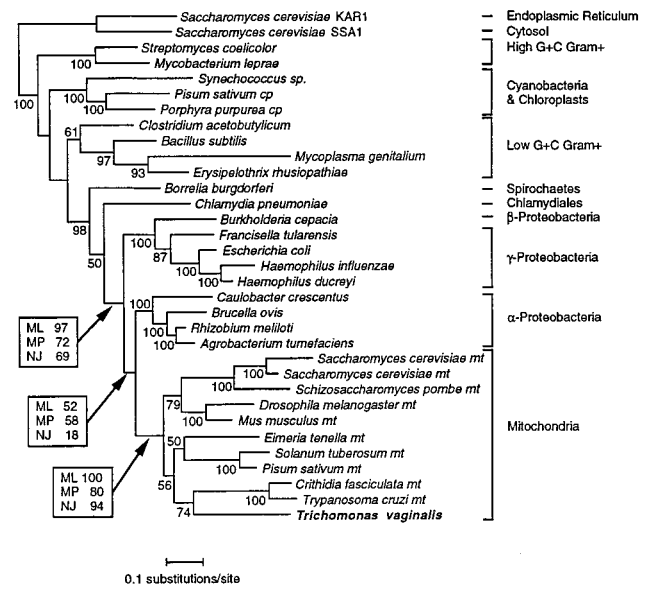 Saccharomyces cerevisiae KAR1
Endoplasmic Reticulum
Saccharomyces cerevisiae SSA1
Cytosol
Streptomyces coelicolor
High G+C Gram+
100
Mycobacterium leprae
Synechococcus sp.
100
100
Pisum sativum cp
Cyanobacteria
& Chloroplasts
100
Porphyra purpurea cp
Clostridium acetobutylicum
61
Bacillus subtilis
Low G+C Gram+
97
Mycoplasma genitalium
93
Erysipelothrix rhusiopathiae
Borrelia burgdorferi
Spirochaetes
Chlamydia pneumoniae
Chlamydiales
98
Burkholderia cepacia
β-Proteobacteria
100
Francisella tularensis
87
Escherichia coli
γ-Proteobacteria
50
100
Haemophilus influenzae
100
Haemophilus ducreyi
Caulobacter crescentus
100
Brucella ovis
α-Proteobacteria
100
Rhizobium meliloti
100
Agrobacterium tumefaciens
ML 97
MP 72
NJ 69
Saccharomyces cerevisiae mt
100
Saccharomyces cerevisiae mt
100
Schizosaccharomyces pombe mt
79
Drosophila melanogaster mt
100
Mus musculus mt
Mitochondria
ML 52
MP 58
NJ 18
50
Eimeria tenella mt
Solanum tuberosum mt
100
Pisum sativum mt
ML 100
MP 80
NJ 94
56
Crithidia fasciculata mt
100
Trypanosoma cruzi mt
74
Trichomonas vaginalis
0.1 substitutions/site